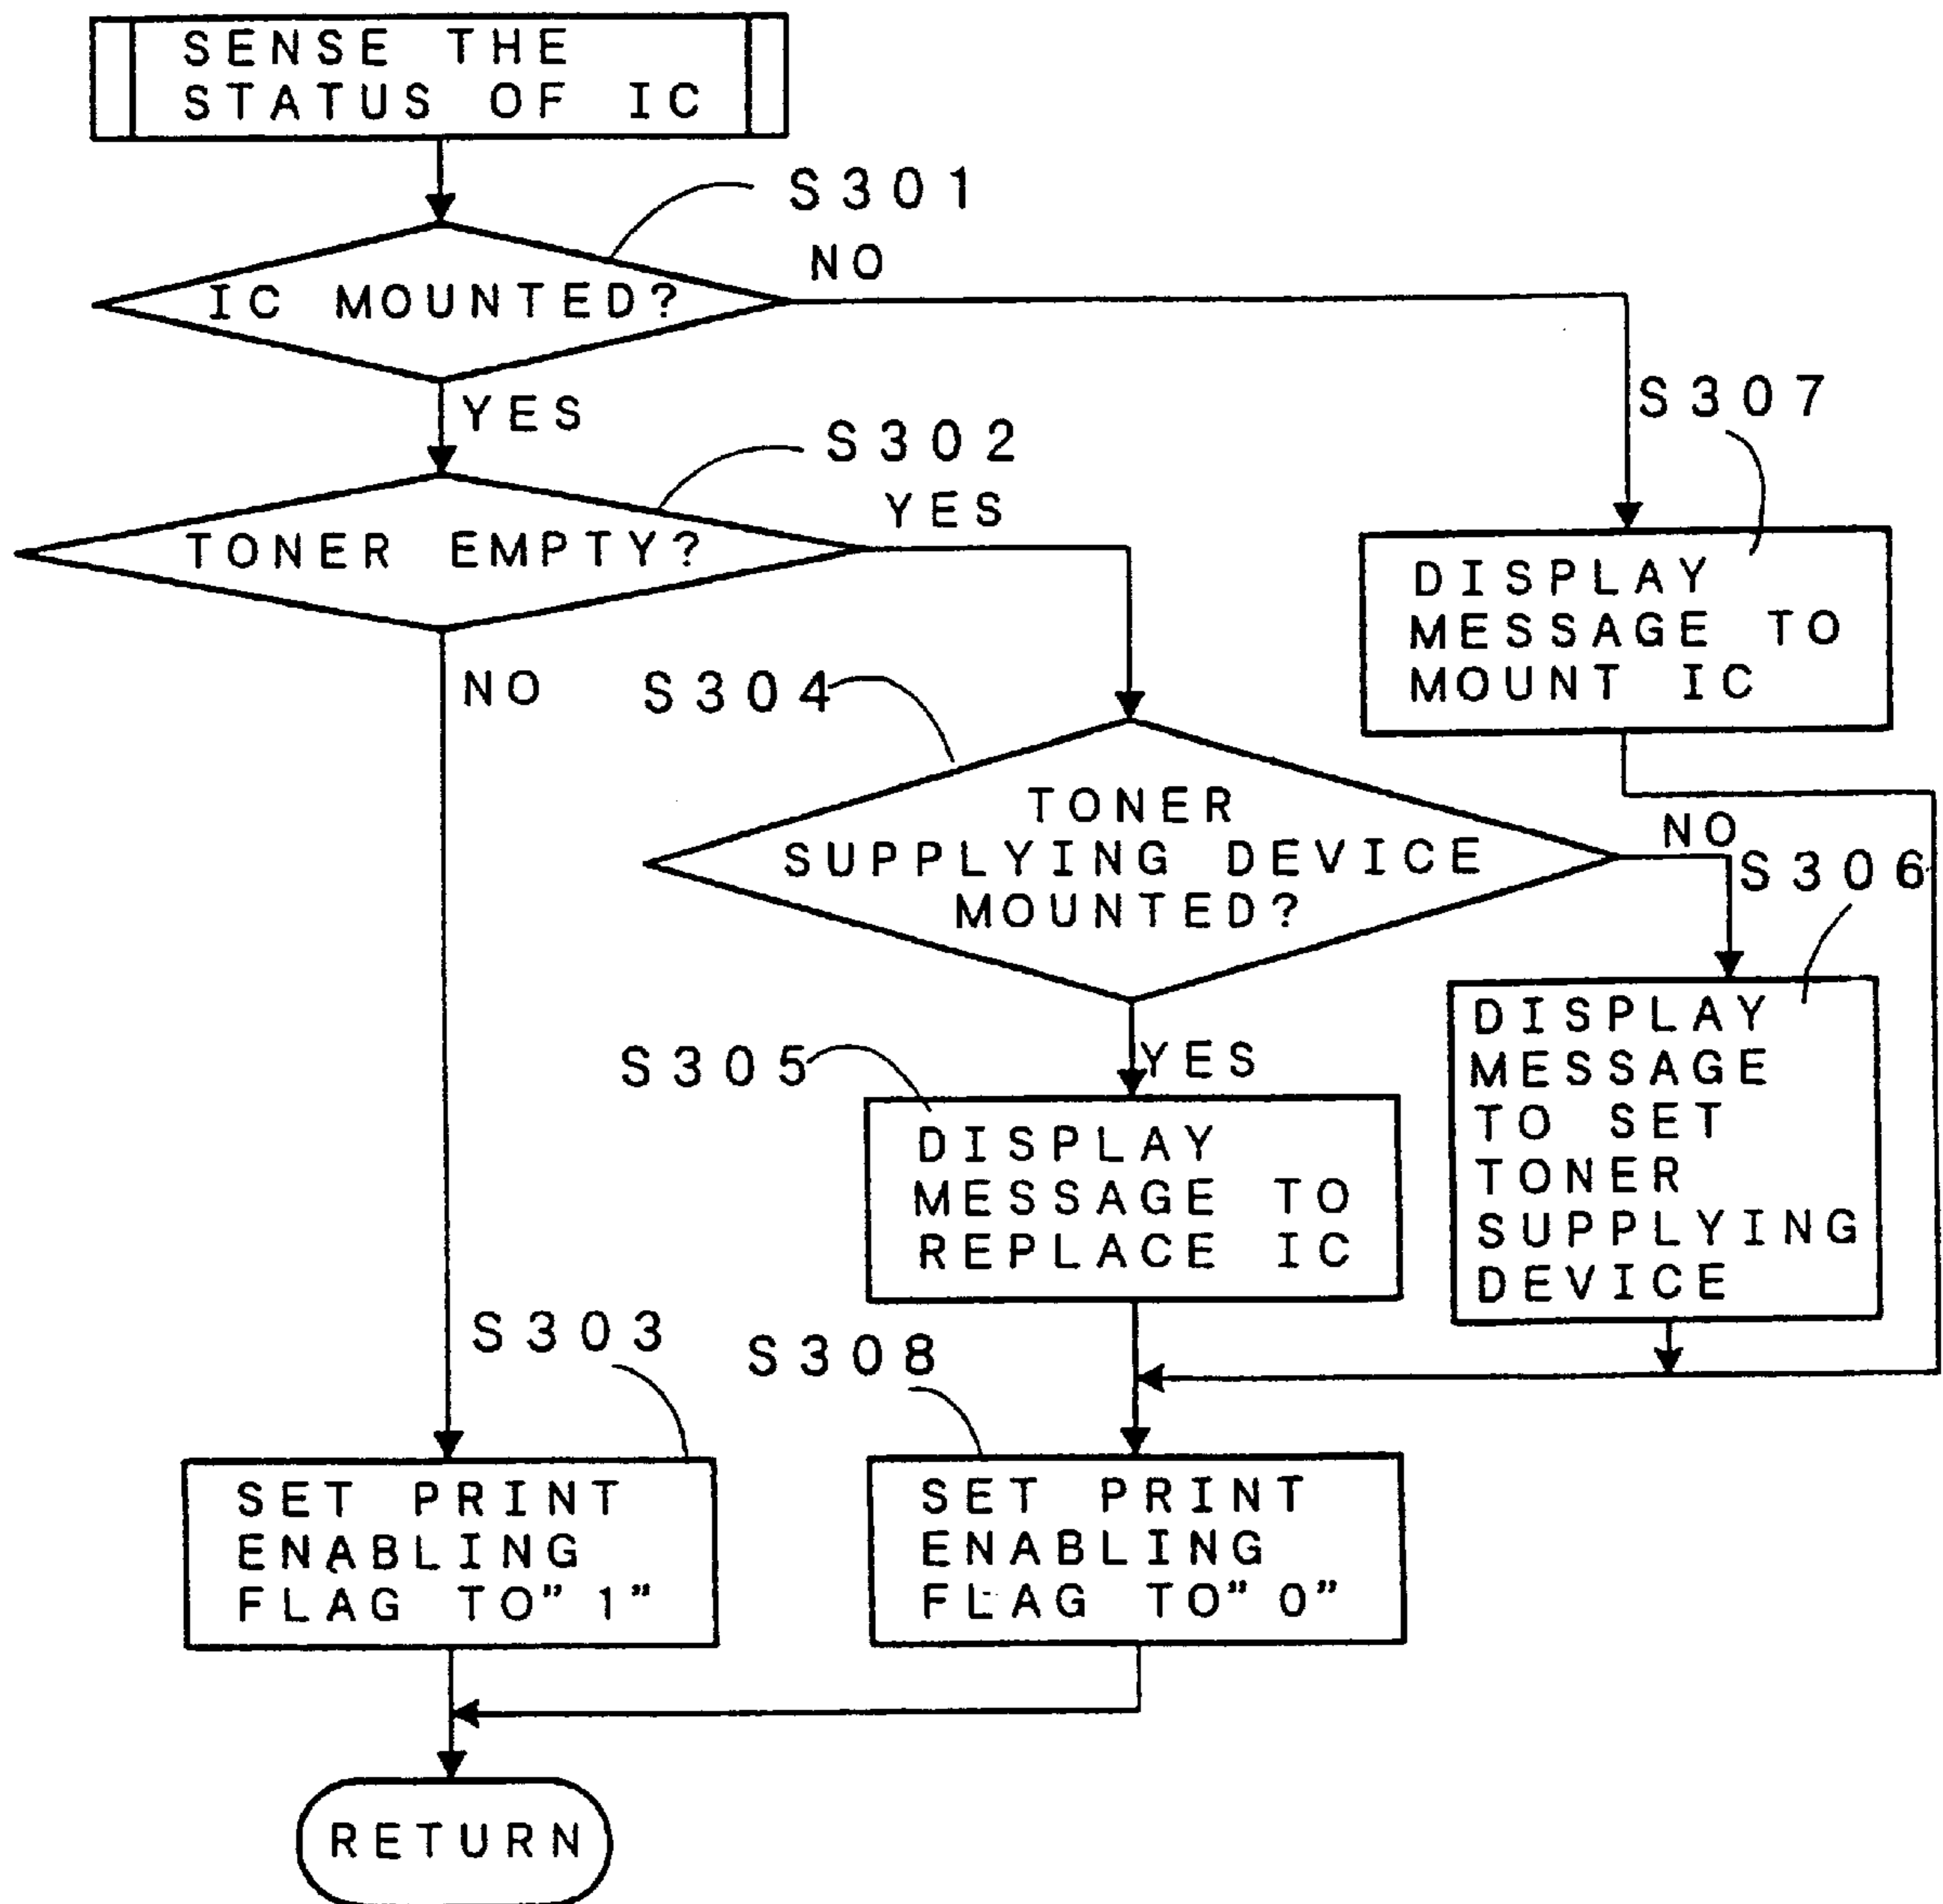 SENSE THE
STATUS OF IC
S301
NO
IC MOUNTED?
YES
S302
YES
TONER EMPTY?
NO
S307
DISPLAY
MESSAGE TO
MOUNT IC
S304
TONER
SUPPLYING DEVICE
MOUNTED?
NO
S306
YES
DISPLAY
MESSAGE
TO SET
TONER
SUPPLYING
DEVICE
S305
DISPLAY
MESSAGE TO
REPLACE IC
S303
S308
SET PRINT
ENABLING
FLAG TO"1"
SET PRINT
ENABLING
FLAG TO"0"
RETURN